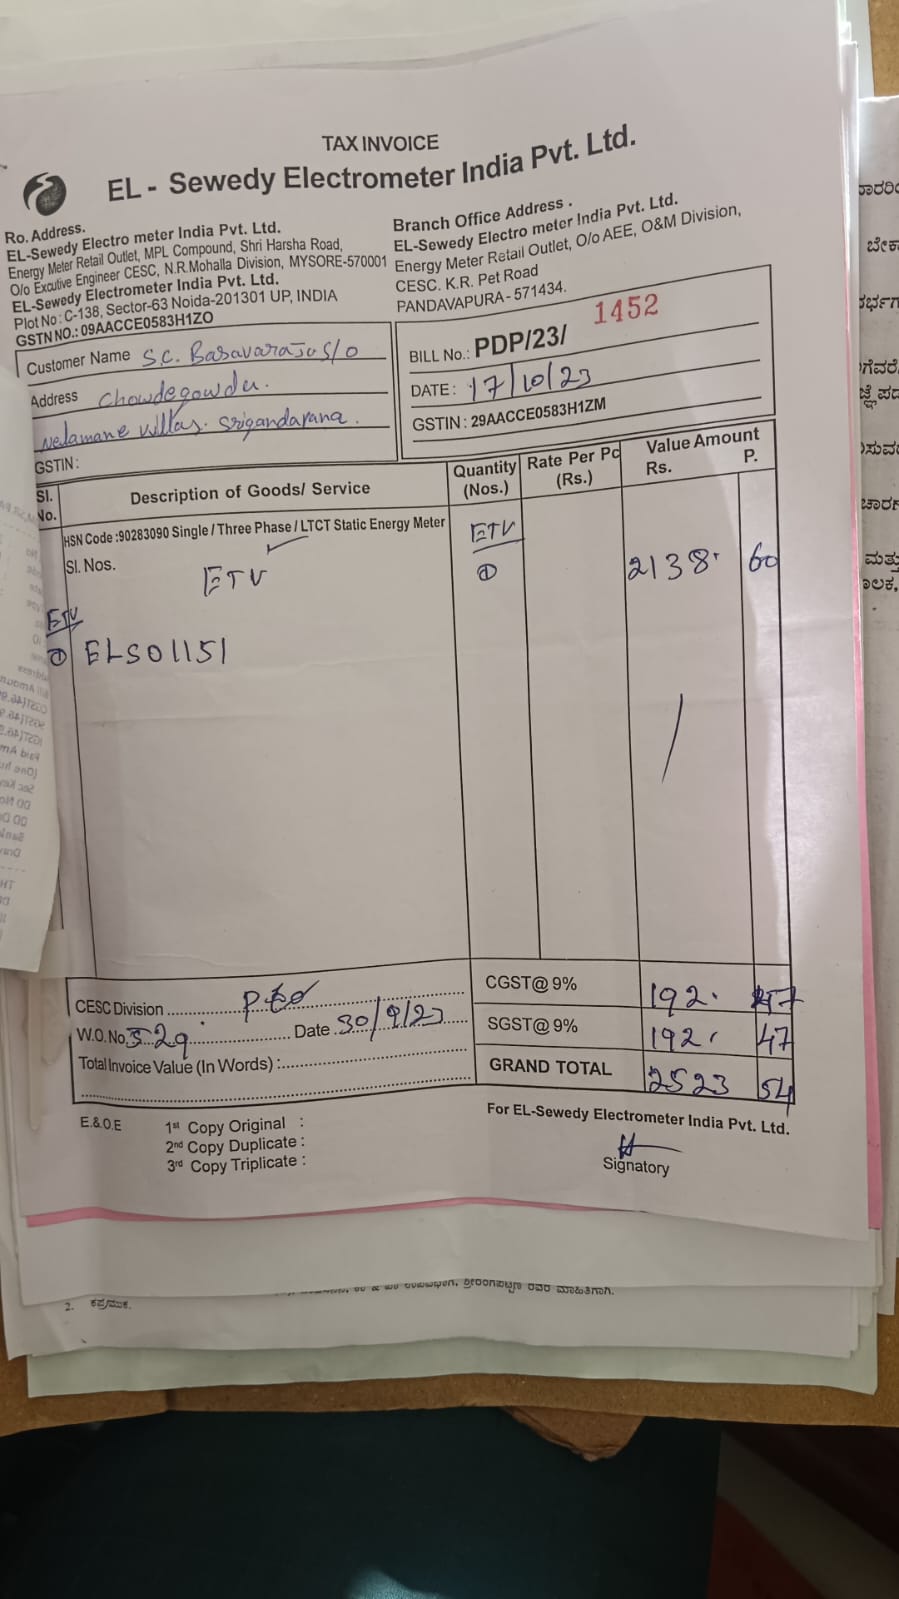 TAX INVOICE
EL - Sewedy Electrometer India Pvt. Ltd.
Ro. Address.
EL-Sewedy Electro meter India Pvt. Ltd.
Energy Meter Retail Outlet, MPL Compound, Shri Harsha Road,
O/o Excutive Engineer CESC, N.R.Mohalla Division, MYSORE-570001
EL-Sewedy Electrometer India Pvt. Ltd.
Plot No : C-138, Sector-63 Noida-201301 UP, INDIA
GSTN NO.: 09AACCE0583H1ZO
Branch Office Address .
EL-Sewedy Electro meter India Pvt. Ltd.
Energy Meter Retail Outlet, O/o AEE, O&M Division,
CESC. K.R. Pet Road
PANDAVAPURA - 571434.
Customer Name S.C. Basavaraju S/o
Address Chowdegowda.
Nelamane villas. Srigandarana.
GSTIN :
BILL No.: PDP/23/ 1452
DATE : 17/10/23
GSTIN : 29AACCE0583H1ZM
Sl. No. Description of Goods/ Service Quantity (Nos.) Rate Per Pc (Rs.) Value Amount Rs. P.
HSN Code :90283090 Single / Three Phase / LTCT Static Energy Meter ETV
Sl. Nos. ETV ① 2138. 60
ETV
① ELS01151
CESC Division
W.O. No. 529 Date 30/9/23
Total Invoice Value (In Words) :
CGST@ 9% 192. 47
SGST@ 9% 192. 47
GRAND TOTAL 2523 54
E.& O.E
1st Copy Original :
2nd Copy Duplicate :
3rd Copy Triplicate :
For EL-Sewedy Electrometer India Pvt. Ltd.
Signatory
2. ಕಪ್ರಮುಕ.